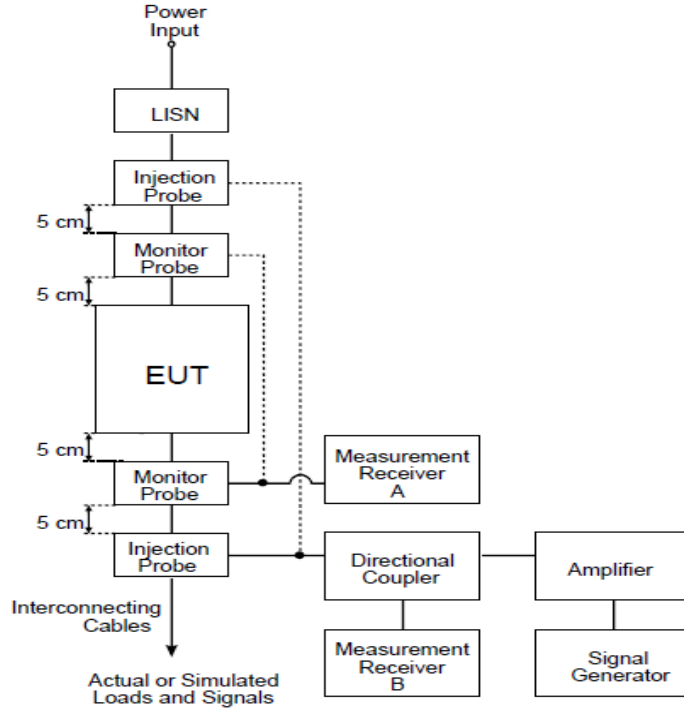 Power
Input
LISN
Injection
Probe
5 cm
Monitor
Probe
5 cm
EUT
5 cm
Monitor
Probe
Measurement
Receiver
A
5 cm
Injection
Probe
Directional
Coupler
Amplifier
Interconnecting
Cables
Measurement
Receiver
B
Signal
Generator
Actual or Simulated
Loads and Signals